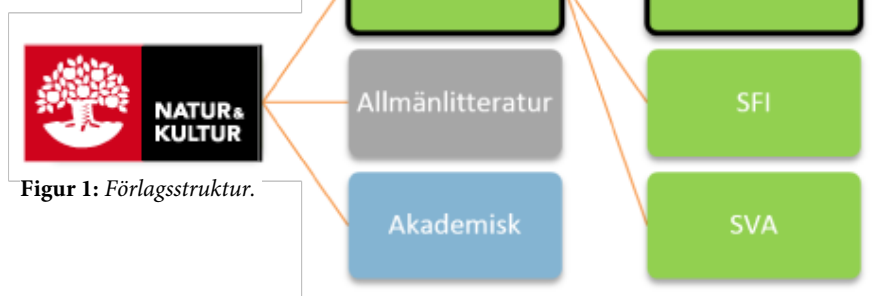 NATUR&
KULTUR
Figur 1: Förlagsstruktur.
Allmänlitteratur
Akademisk
SFI
SVA